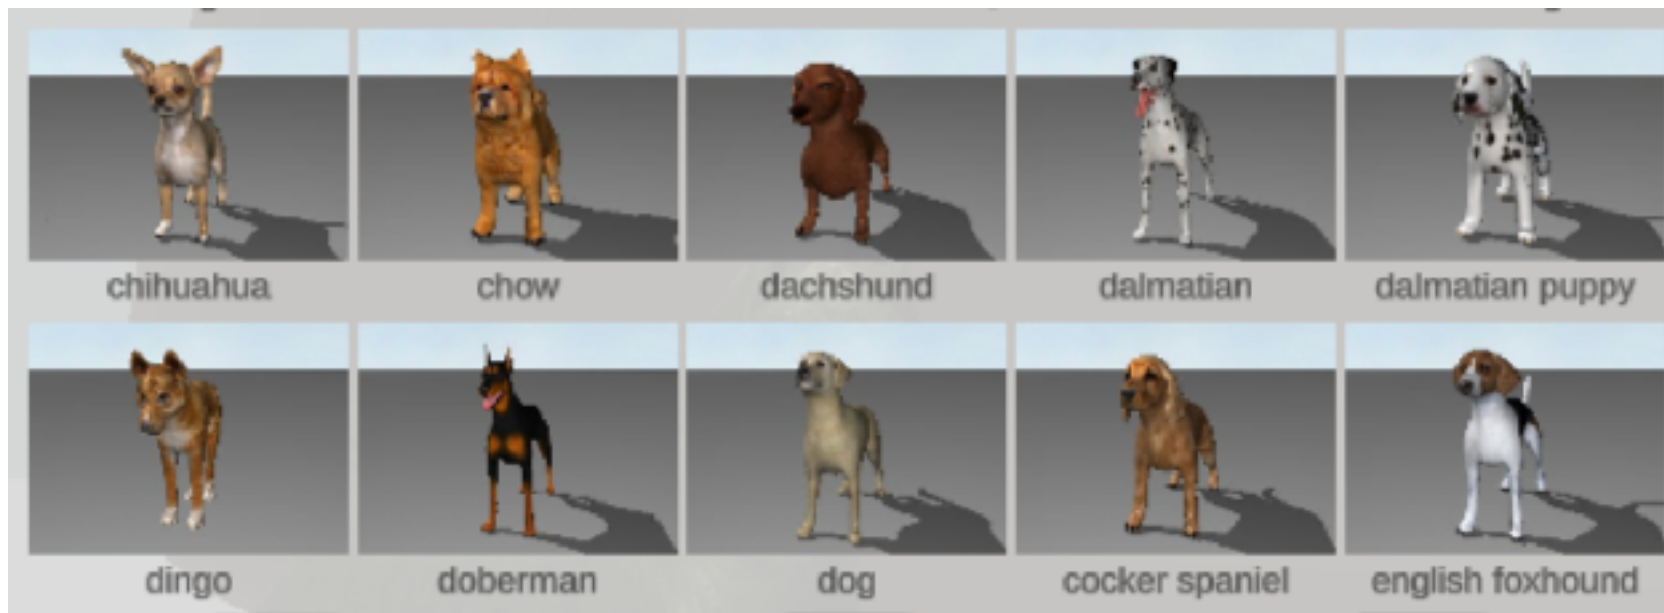 chihuahua
chow
dachshund
dalmatian
dalmatian puppy
dingo
doberman
dog
cocker spaniel
english foxhound